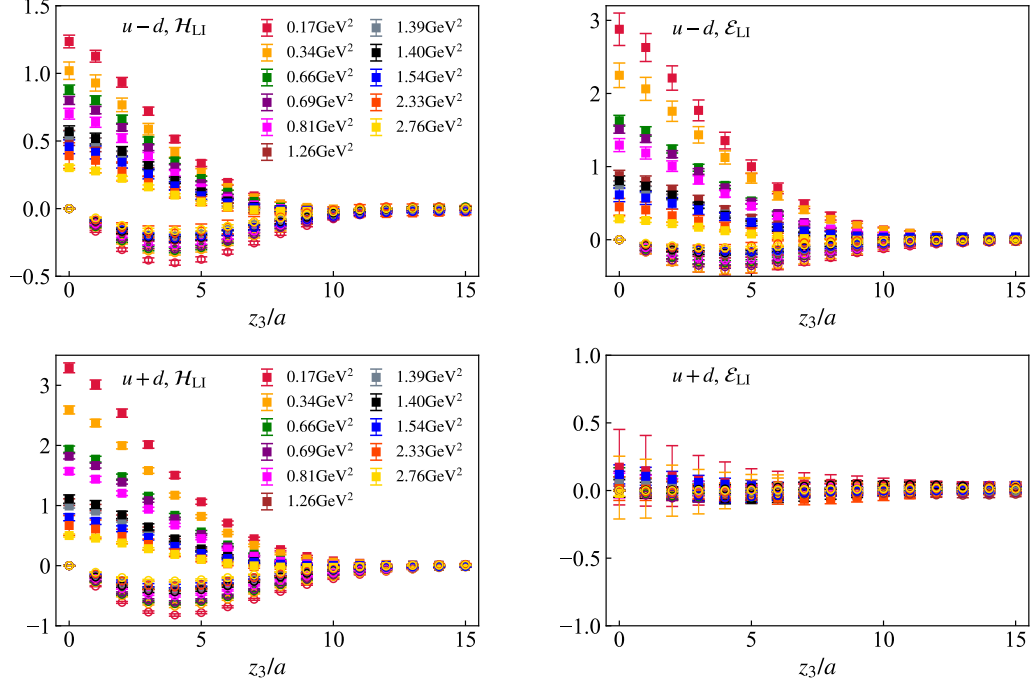 u − d, ℋ_LI
0.17GeV²
0.34GeV²
0.66GeV²
0.69GeV²
0.81GeV²
1.26GeV²
1.39GeV²
1.40GeV²
1.54GeV²
2.33GeV²
2.76GeV²
1.5
1.0
0.5
0.0
−0.5
0 5 10 15
z₃/a
u − d, ℰ_LI
3
2
1
0
0 5 10 15
z₃/a
u + d, ℋ_LI
0.17GeV²
0.34GeV²
0.66GeV²
0.69GeV²
0.81GeV²
1.26GeV²
1.39GeV²
1.40GeV²
1.54GeV²
2.33GeV²
2.76GeV²
3
2
1
0
−1
0 5 10 15
z₃/a
u + d, ℰ_LI
1.0
0.5
0.0
−0.5
−1.0
0 5 10 15
z₃/a